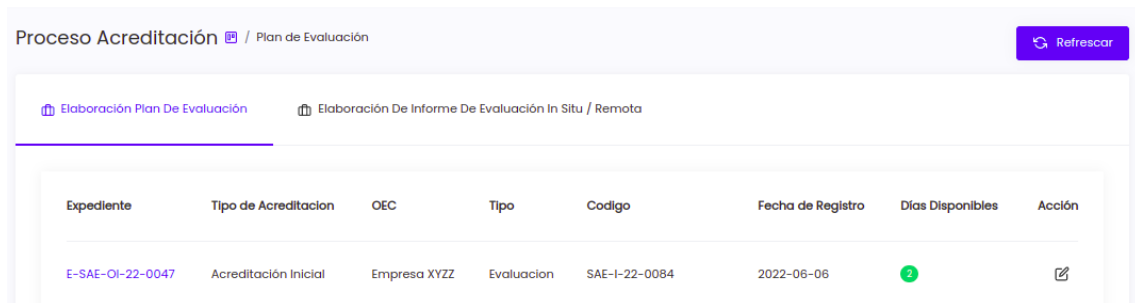 Proceso Acreditación / Plan de Evaluación
Refrescar
Elaboración Plan De Evaluación
Elaboración De Informe De Evaluación In Situ / Remota
Expediente Tipo de Acreditacion OEC Tipo Codigo Fecha de Registro Días Disponibles Acción
E-SAE-OI-22-0047 Acreditación Inicial Empresa XYZZ Evaluacion SAE-I-22-0084 2022-06-06 2